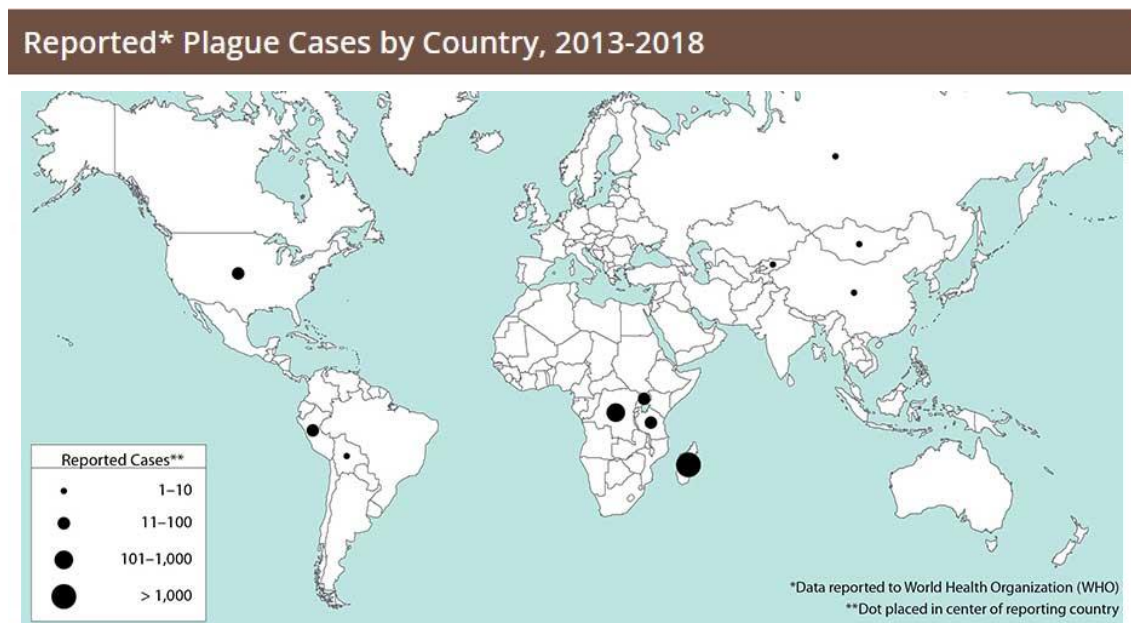 Reported* Plague Cases by Country, 2013-2018
Reported Cases**
1–10
11–100
101–1,000
> 1,000
*Data reported to World Health Organization (WHO)
**Dot placed in center of reporting country